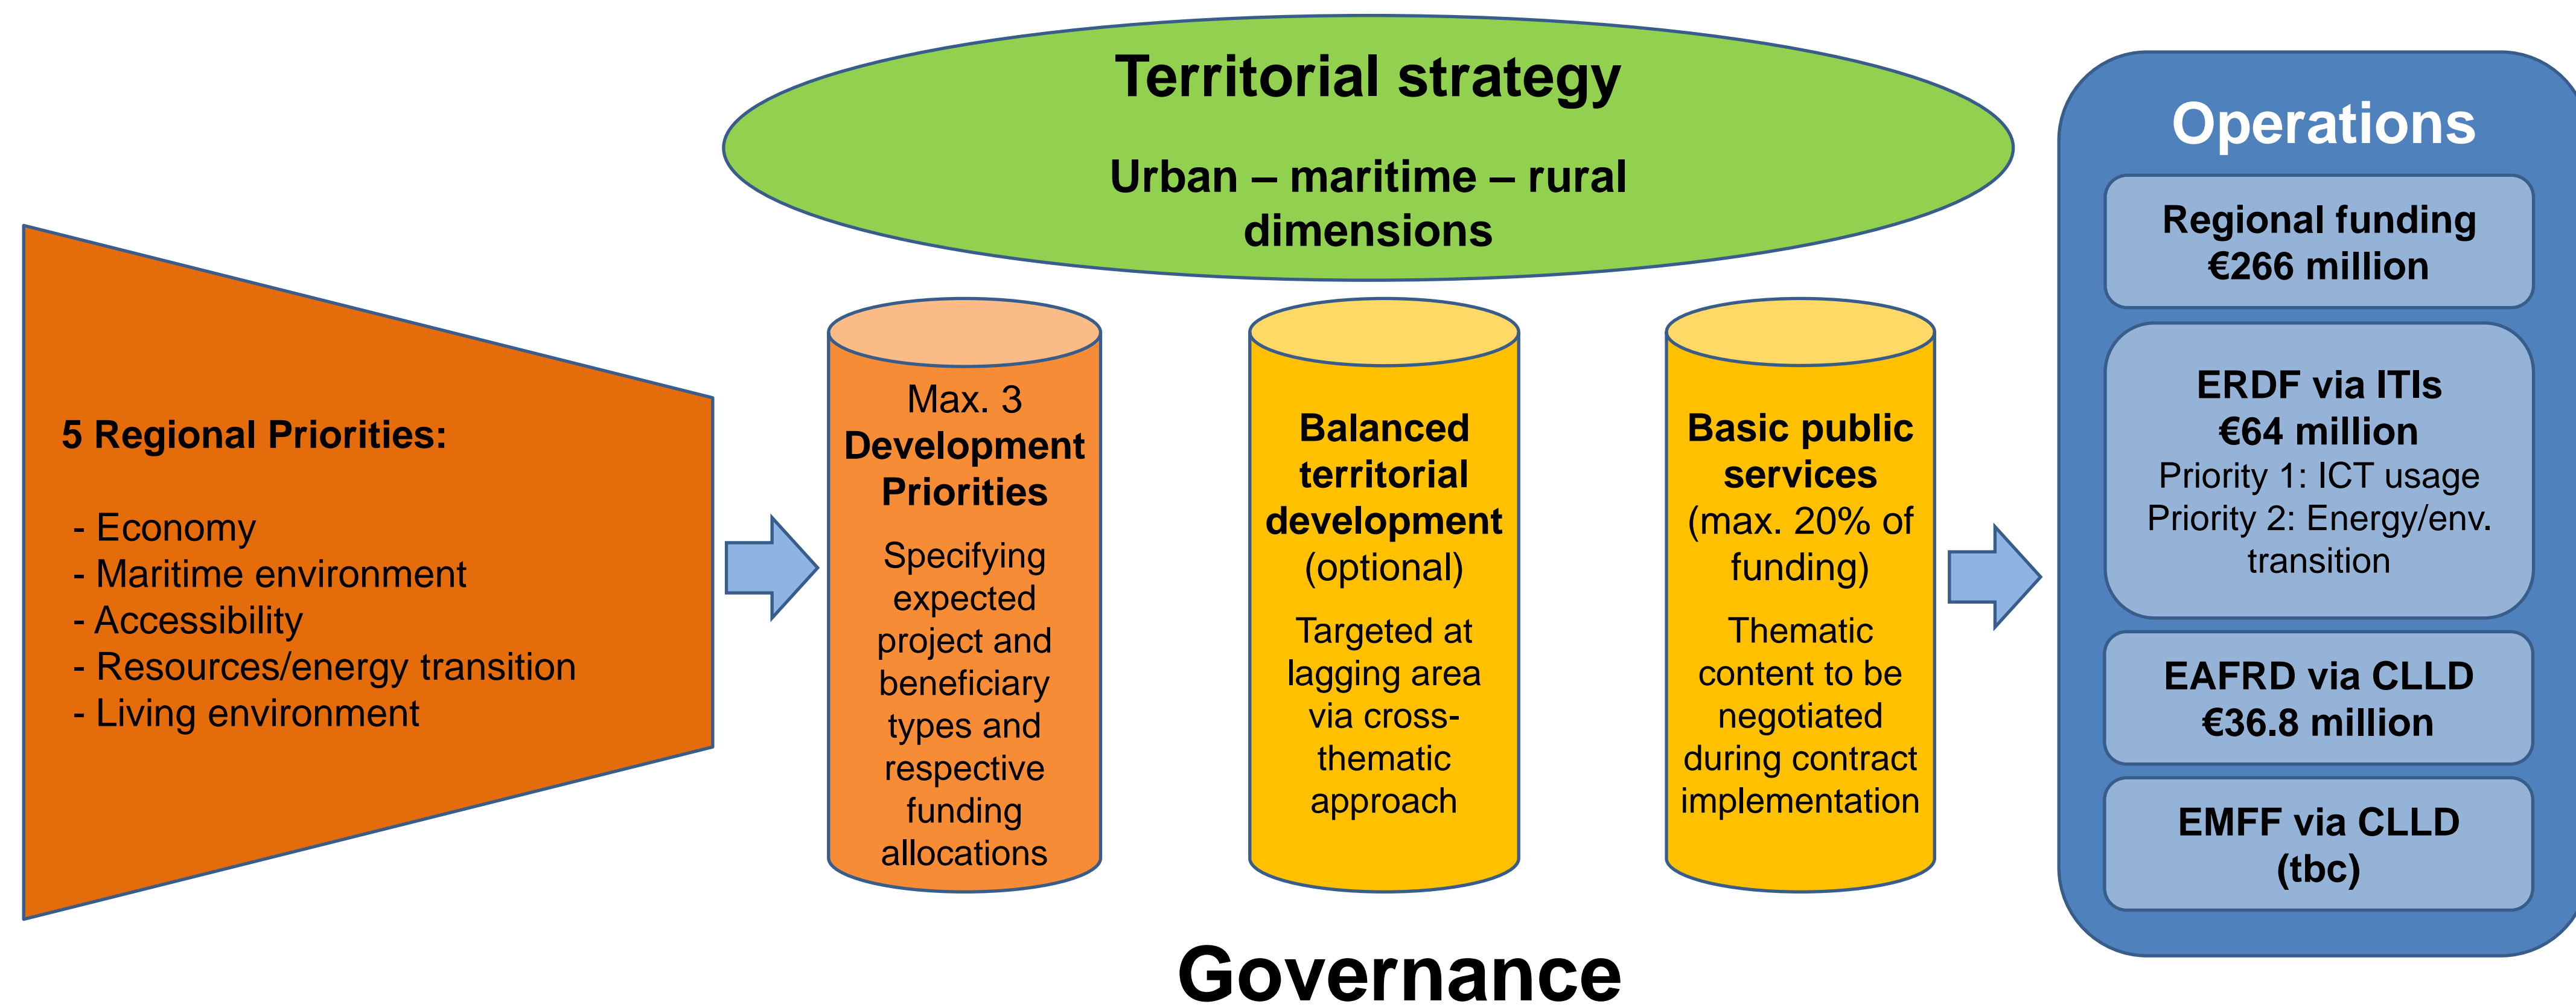 Territorial strategy
Urban – maritime – rural
dimensions
5 Regional Priorities:
- Economy
- Maritime environment
- Accessibility
- Resources/energy transition
- Living environment
Max. 3
Development
Priorities
Specifying
expected
project and
beneficiary
types and
respective
funding
allocations
Balanced
territorial
development
(optional)
Targeted at
lagging area
via cross-
thematic
approach
Basic public
services
(max. 20% of
funding)
Thematic
content to be
negotiated
during contract
implementation
Operations
Regional funding
€266 million
ERDF via ITIs
€64 million
Priority 1: ICT usage
Priority 2: Energy/env.
transition
EAFRD via CLLD
€36.8 million
EMFF via CLLD
(tbc)
Governance